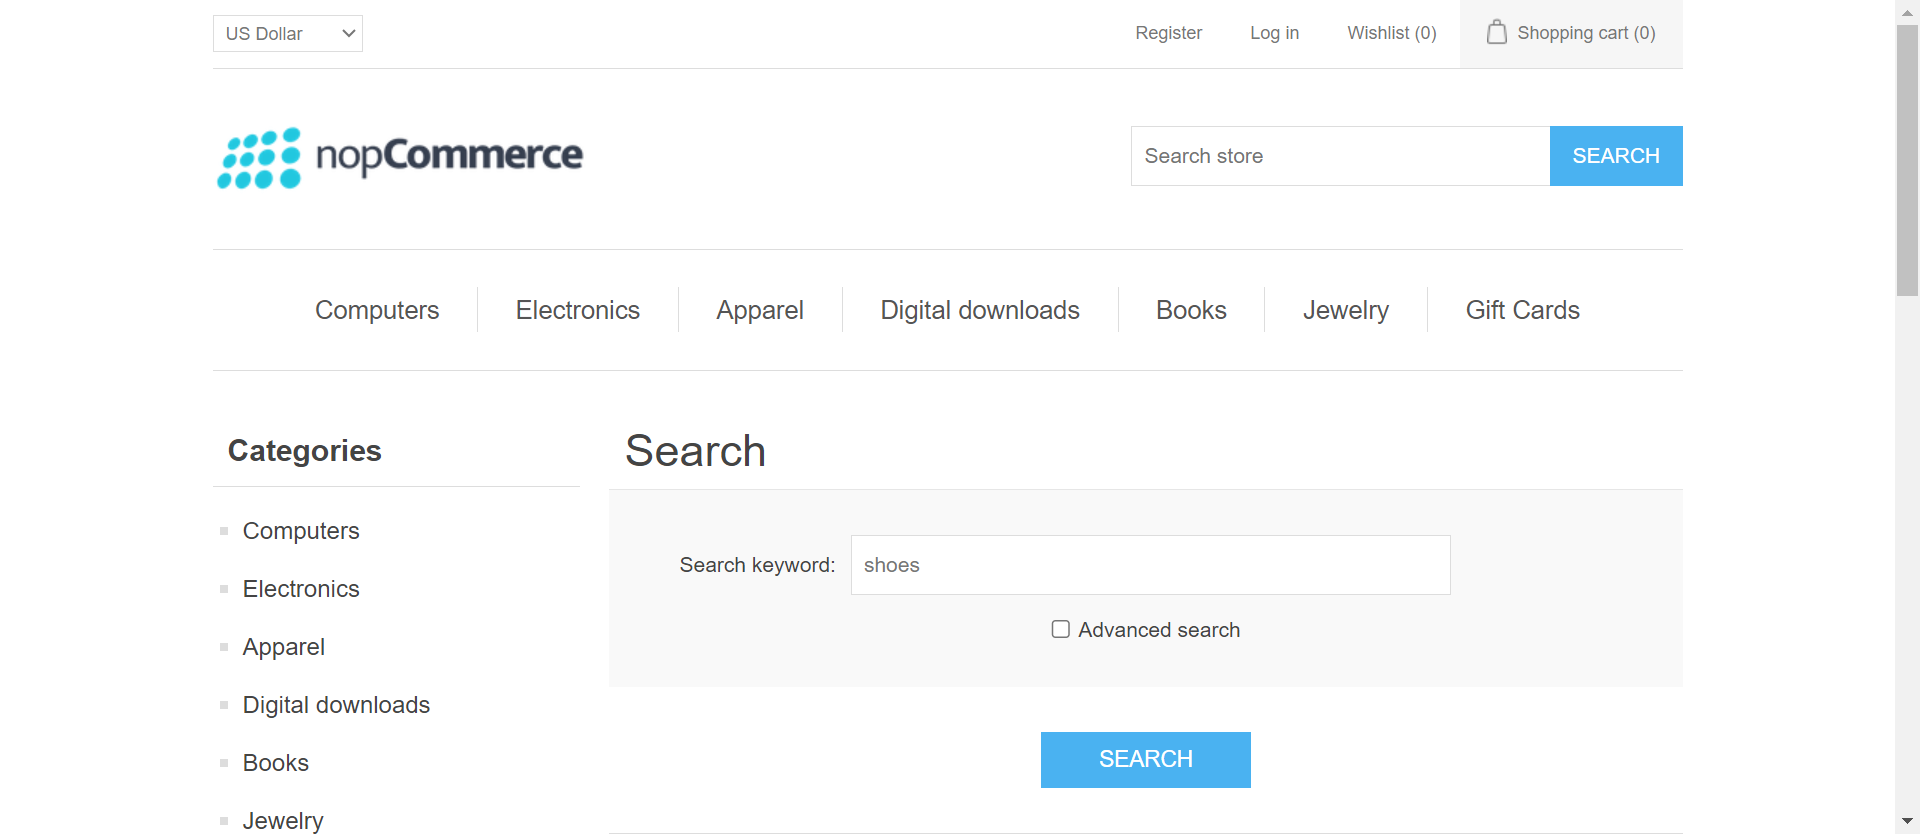 US Dollar
Register
Log in
Wishlist (0)
Shopping cart (0)
nopCommerce
Search store
SEARCH
Computers
Electronics
Apparel
Digital downloads
Books
Jewelry
Gift Cards
Categories
Computers
Electronics
Apparel
Digital downloads
Books
Jewelry
Search
Search keyword:
shoes
Advanced search
SEARCH